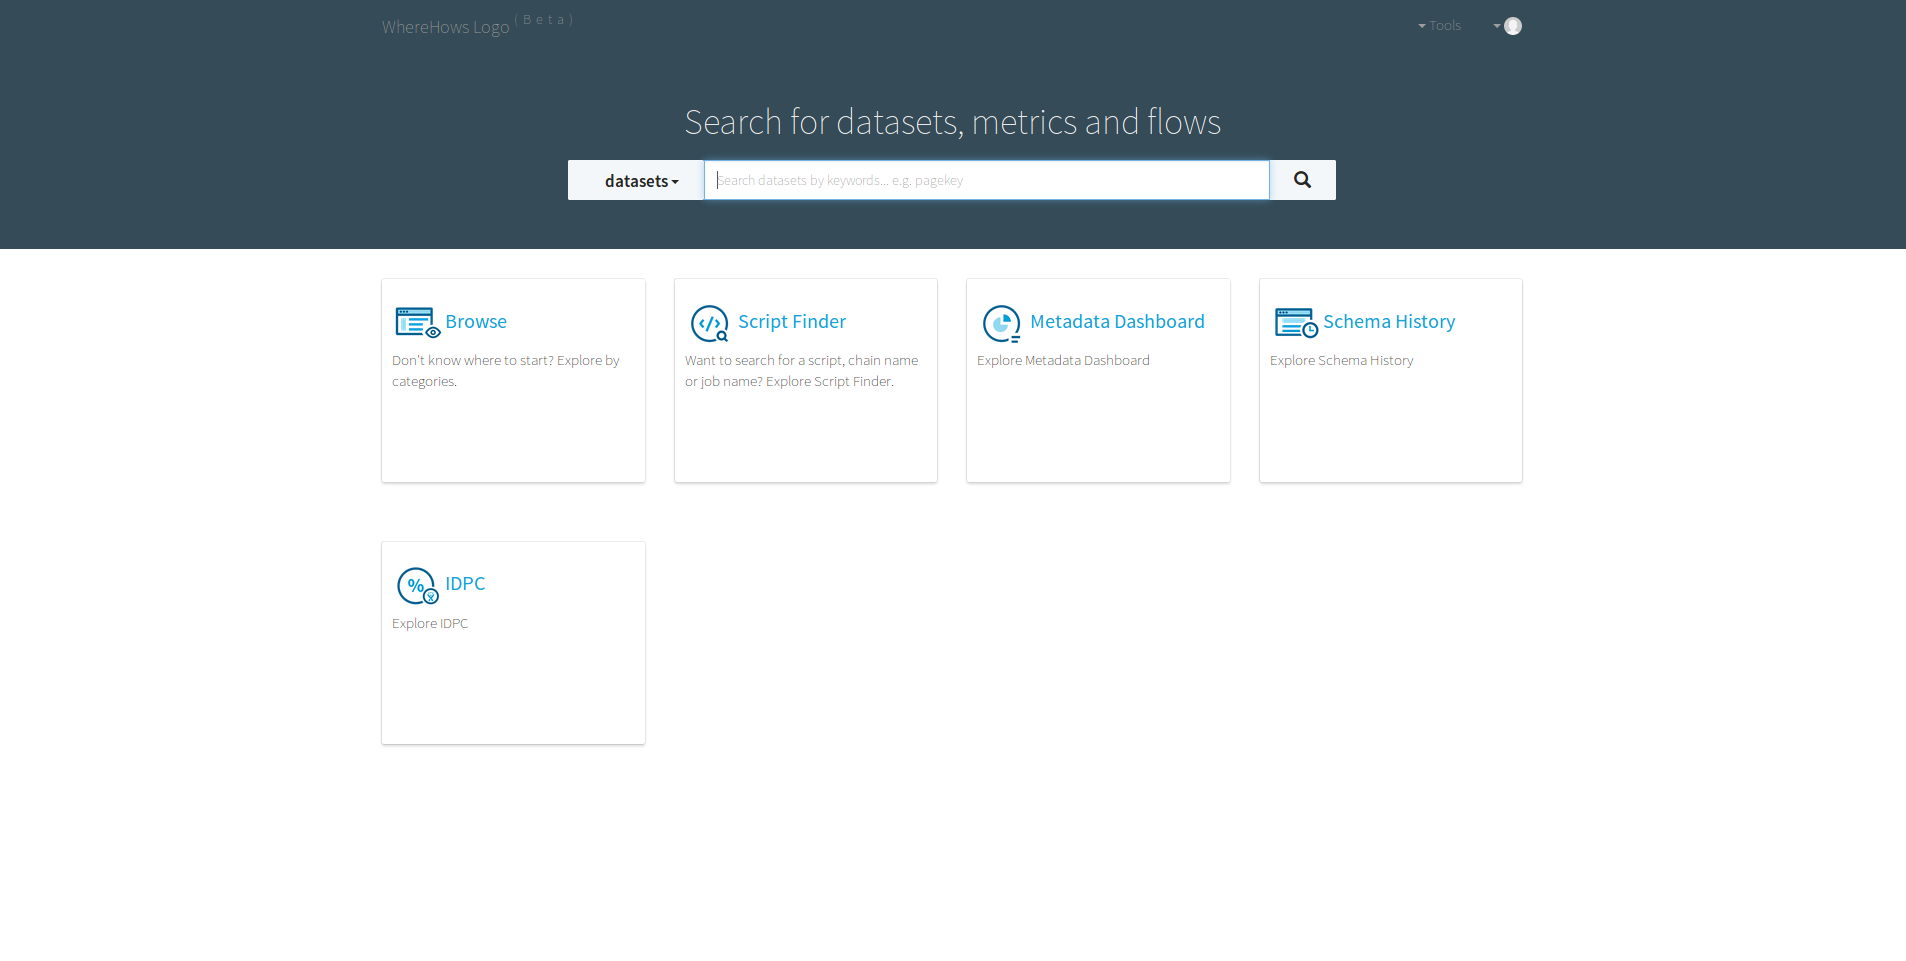 WhereHows Logo (Beta)
Tools
Search for datasets, metrics and flows
datasets
Search datasets by keywords... e.g. pagekey
Browse
Don't know where to start? Explore by
categories.
Script Finder
Want to search for a script, chain name
or job name? Explore Script Finder.
Metadata Dashboard
Explore Metadata Dashboard
Schema History
Explore Schema History
%
IDPC
Explore IDPC